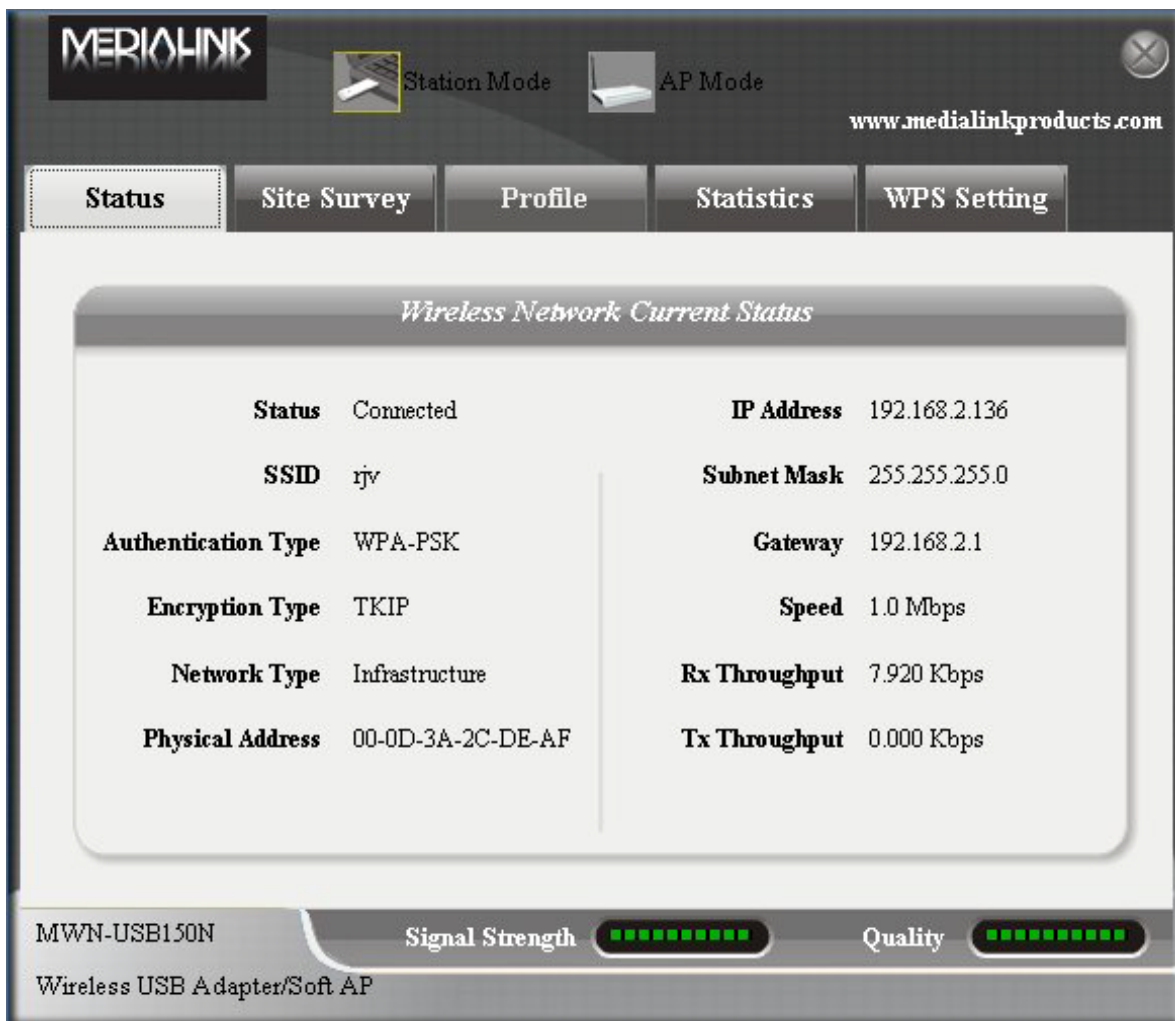 MEDIALINK
Station Mode
AP Mode
www.medialinkproducts.com
Status
Site Survey
Profile
Statistics
WPS Setting
Wireless Network Current Status
Status Connected
SSID rjv
Authentication Type WPA-PSK
Encryption Type TKIP
Network Type Infrastructure
Physical Address 00-0D-3A-2C-DE-AF
IP Address 192.168.2.136
Subnet Mask 255.255.255.0
Gateway 192.168.2.1
Speed 1.0 Mbps
Rx Throughput 7.920 Kbps
Tx Throughput 0.000 Kbps
MWN-USB150N
Signal Strength
Quality
Wireless USB Adapter/Soft AP